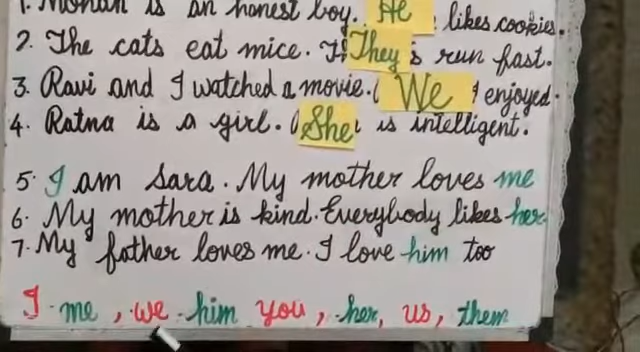 1. Mohan is an honest boy. He likes cookies.
2. The cats eat mice. They run fast.
3. Ravi and I watched a movie. We enjoyed.
4. Ratna is a girl. She is intelligent.
5. I am Sara. My mother loves me
6. My mother is kind. Everybody likes her
7. My father loves me. I love him too
I me, we him you, her, us, them